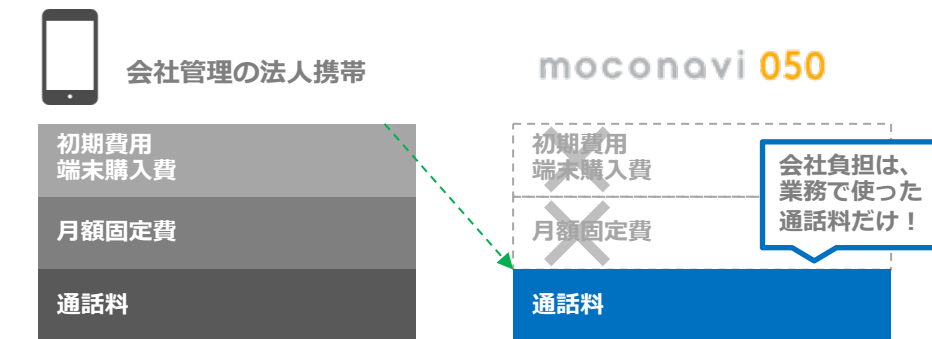 会社管理の法人携帯
moconavi 050
初期費用
端末購入費
月額固定費
通話料
初期費用
端末購入費
月額固定費
通話料
会社負担は、
業務で使った
通話料だけ！